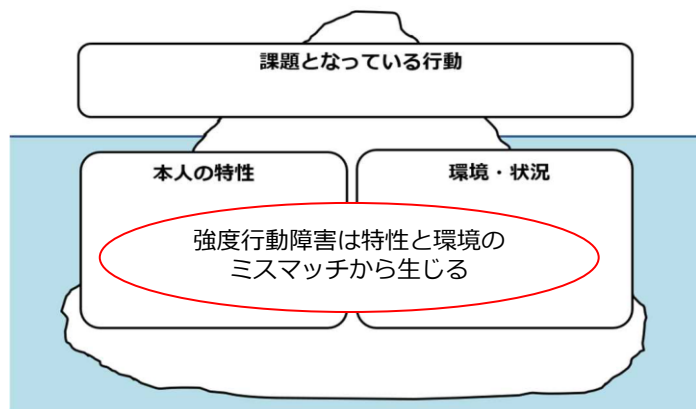 課題となっている行動
本人の特性
環境・状況
強度行動障害は特性と環境の
ミスマッチから生じる